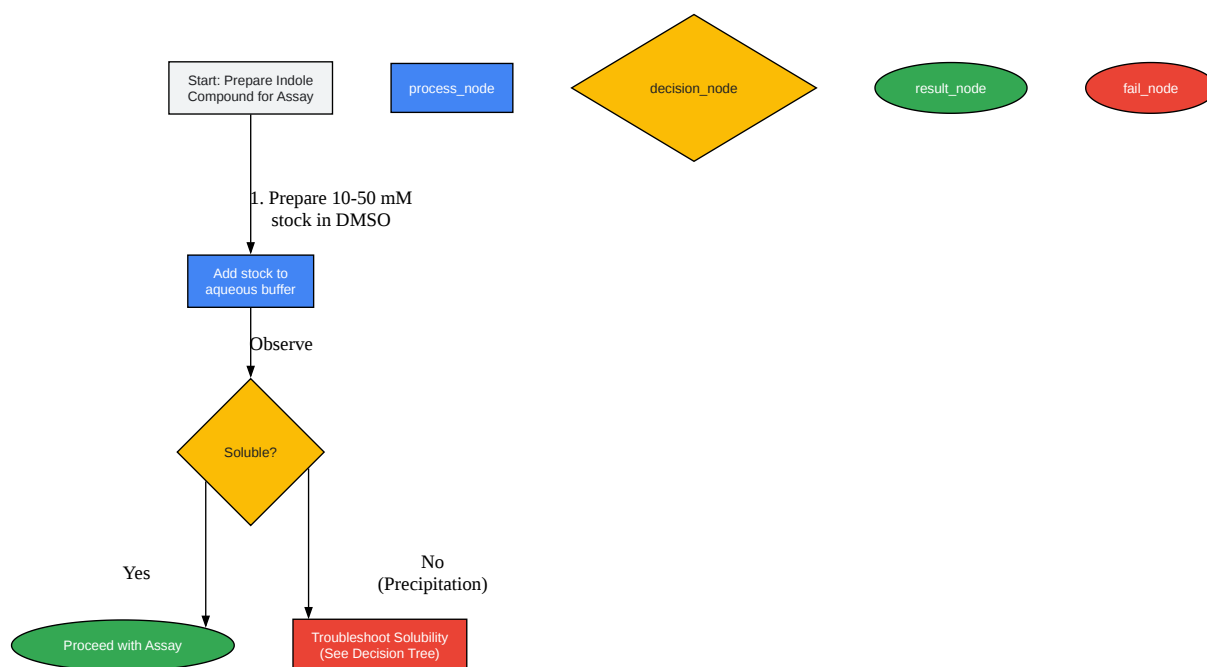 Start: Prepare Indole
Compound for Assay
process_node
decision_node
result_node
fail_node
1. Prepare 10-50 mM
stock in DMSO
Add stock to
aqueous buffer
Observe
Soluble?
Yes
No
(Precipitation)
Proceed with Assay
Troubleshoot Solubility
(See Decision Tree)